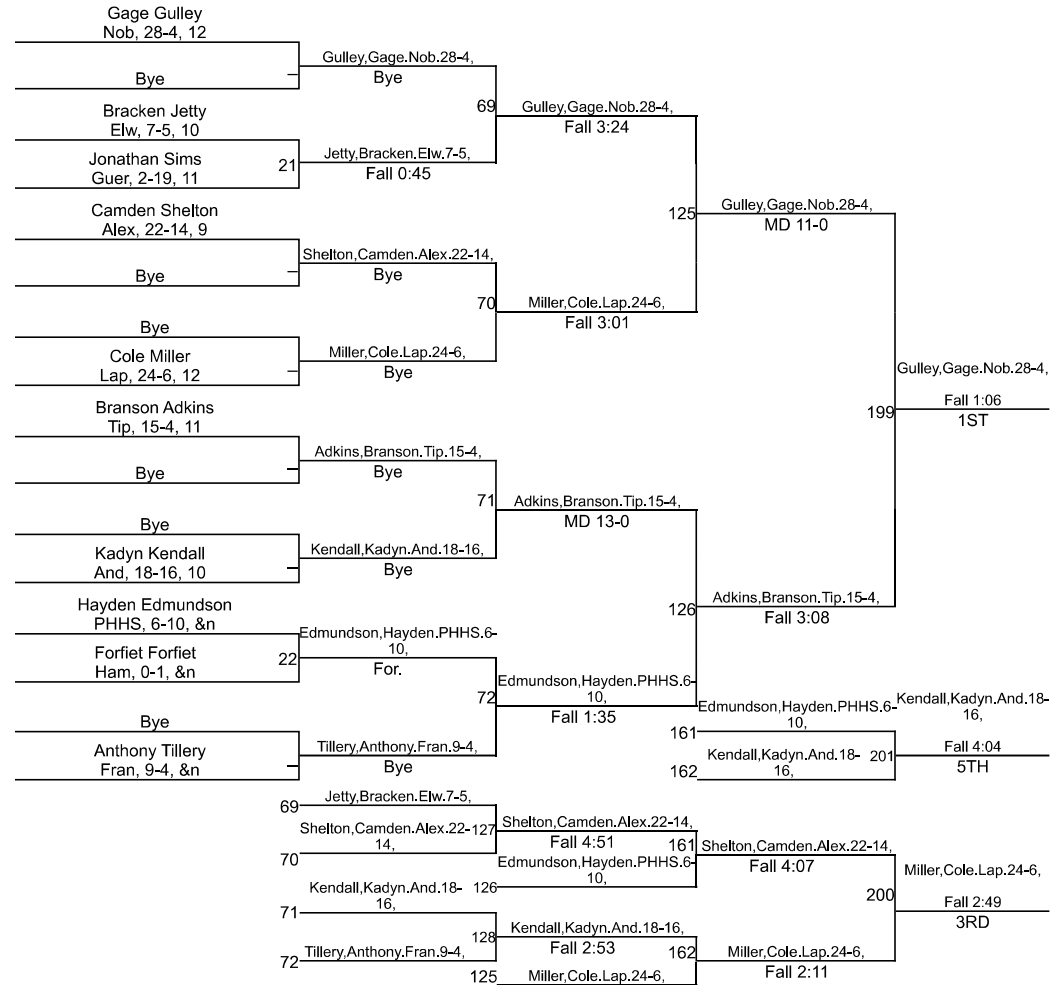 Gage Gulley
Nob, 28-4, 12
Gulley,Gage.Nob.28-4,
Bye
Bye
Bracken Jetty
Elw, 7-5, 10
69
Gulley,Gage.Nob.28-4,
Fall 3:24
Jonathan Sims
Guer, 2-19, 11
21
Jetty,Bracken.Elw.7-5,
Fall 0:45
Camden Shelton
Alex, 22-14, 9
125
Gulley,Gage.Nob.28-4,
MD 11-0
Shelton,Camden.Alex.22-14,
Bye
Bye
70
Miller,Cole.Lap.24-6,
Fall 3:01
Bye
Cole Miller
Lap, 24-6, 12
Miller,Cole.Lap.24-6,
Bye
Gulley,Gage.Nob.28-4,
Fall 1:06
199
1ST
Branson Adkins
Tip, 15-4, 11
Adkins,Branson.Tip.15-4,
Bye
Bye
71
Adkins,Branson.Tip.15-4,
MD 13-0
Bye
Kadyn Kendall
And, 18-16, 10
Kendall,Kadyn.And.18-16,
Bye
Hayden Edmundson
PHHS, 6-10, &n
126
Adkins,Branson.Tip.15-4,
Fall 3:08
Forfiet Forfiet
Ham, 0-1, &n
22
Edmundson,Hayden.PHHS.6-
10,
For.
72
Edmundson,Hayden.PHHS.6-
10,
Fall 1:35
Bye
Anthony Tillery
Fran, 9-4, &n
Tillery,Anthony.Fran.9-4,
Bye
161
Edmundson,Hayden.PHHS.6-
10,
162
Kendall,Kadyn.And.18-
16,
201
Kendall,Kadyn.And.18-
16,
Fall 4:04
5TH
69
Jetty,Bracken.Elw.7-5,
70
Shelton,Camden.Alex.22-
14,
127
Shelton,Camden.Alex.22-14,
Fall 4:51
126
Edmundson,Hayden.PHHS.6-
10,
161
Shelton,Camden.Alex.22-14,
Fall 4:07
71
Kendall,Kadyn.And.18-
16,
72
Tillery,Anthony.Fran.9-4,
128
Kendall,Kadyn.And.18-16,
Fall 2:53
125
Miller,Cole.Lap.24-6,
162
Miller,Cole.Lap.24-6,
Fall 2:11
200
Miller,Cole.Lap.24-6,
Fall 2:49
3RD